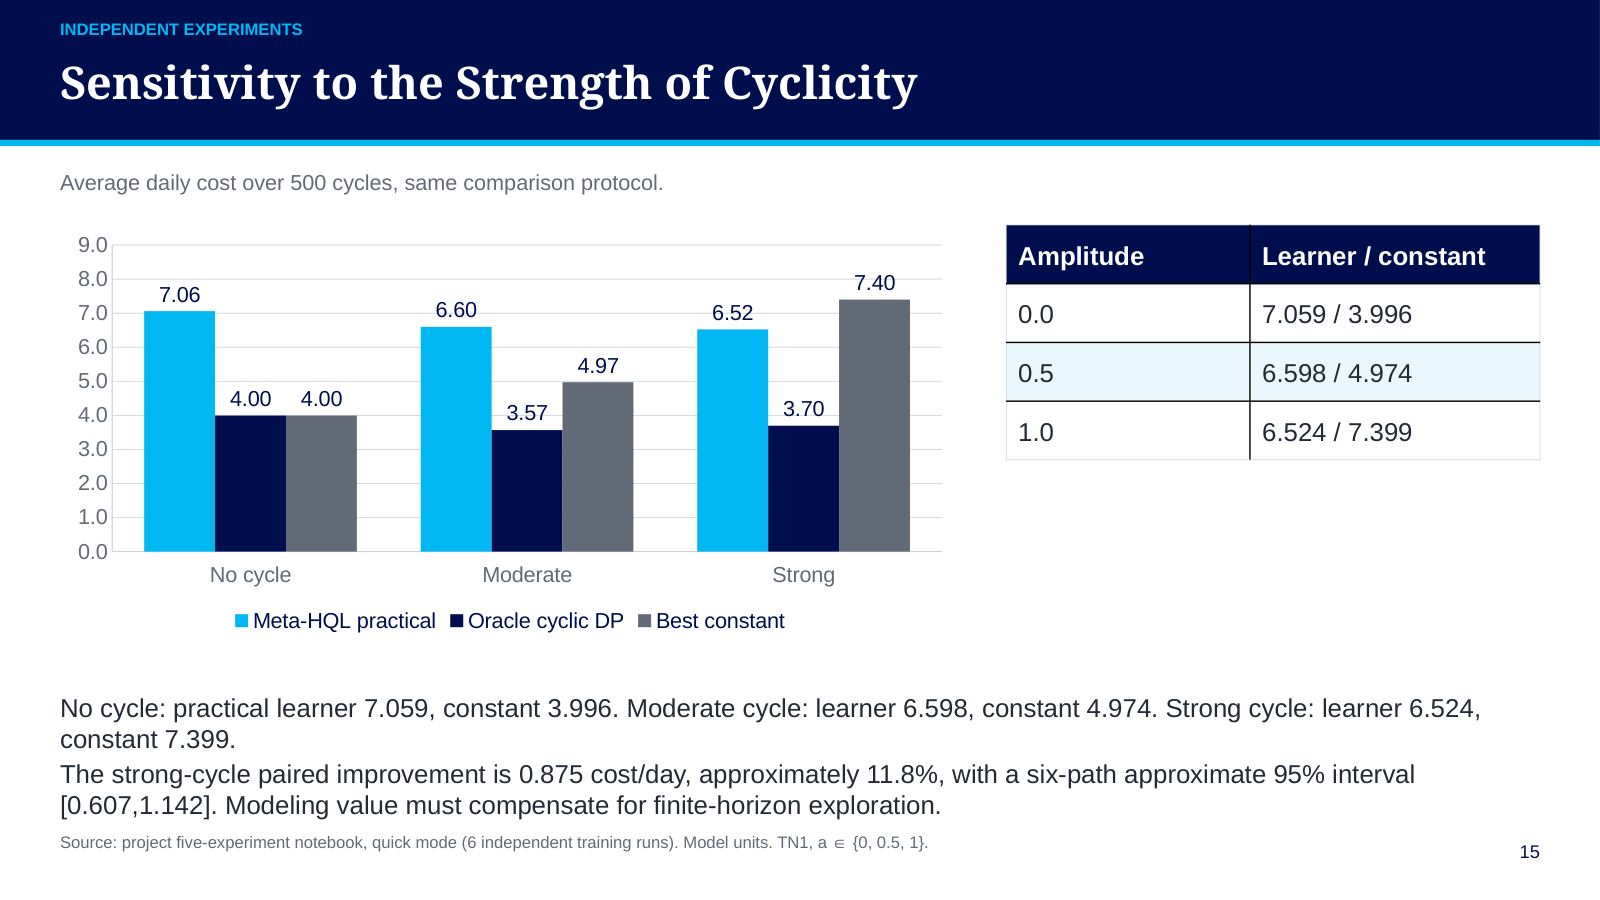 INDEPENDENT EXPERIMENTS
Sensitivity to the Strength of Cyclicity
Average daily cost over 500 cycles, same comparison protocol.
9.0
8.0
7.0
6.0
5.0
4.0
3.0
2.0
1.0
0.0
7.06
4.00
4.00
6.60
3.57
4.97
6.52
3.70
7.40
No cycle
Moderate
Strong
Meta-HQL practical
Oracle cyclic DP
Best constant
Amplitude
Learner / constant
0.0
7.059 / 3.996
0.5
6.598 / 4.974
1.0
6.524 / 7.399
No cycle: practical learner 7.059, constant 3.996. Moderate cycle: learner 6.598, constant 4.974. Strong cycle: learner 6.524,
constant 7.399.
The strong-cycle paired improvement is 0.875 cost/day, approximately 11.8%, with a six-path approximate 95% interval
[0.607,1.142]. Modeling value must compensate for finite-horizon exploration.
Source: project five-experiment notebook, quick mode (6 independent training runs). Model units. TN1, a ∈ {0, 0.5, 1}.
15